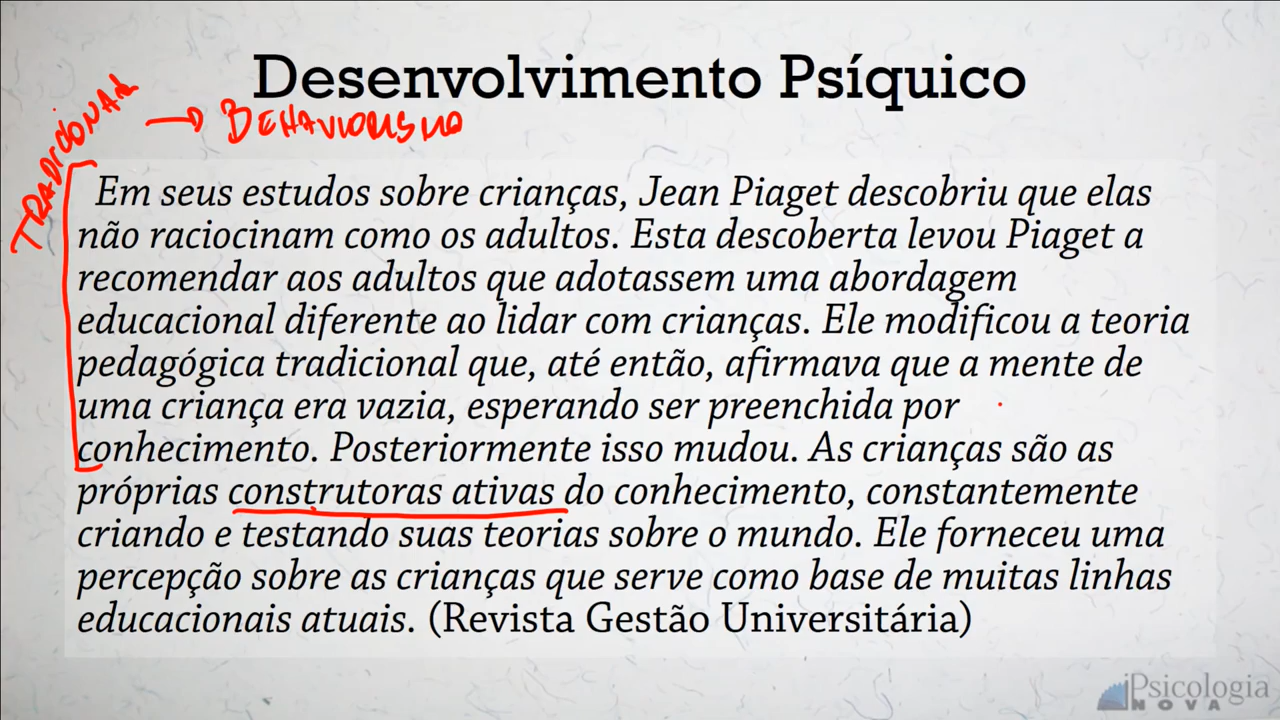 Desenvolvimento Psíquico
TRADICIONAL → BEHAVIORISMO
Em seus estudos sobre crianças, Jean Piaget descobriu que elas
não raciocinam como os adultos. Esta descoberta levou Piaget a
recomendar aos adultos que adotassem uma abordagem
educacional diferente ao lidar com crianças. Ele modificou a teoria
pedagógica tradicional que, até então, afirmava que a mente de
uma criança era vazia, esperando ser preenchida por
conhecimento. Posteriormente isso mudou. As crianças são as
próprias construtoras ativas do conhecimento, constantemente
criando e testando suas teorias sobre o mundo. Ele forneceu uma
percepção sobre as crianças que serve como base de muitas linhas
educacionais atuais. (Revista Gestão Universitária)
Psicologia
NOVA